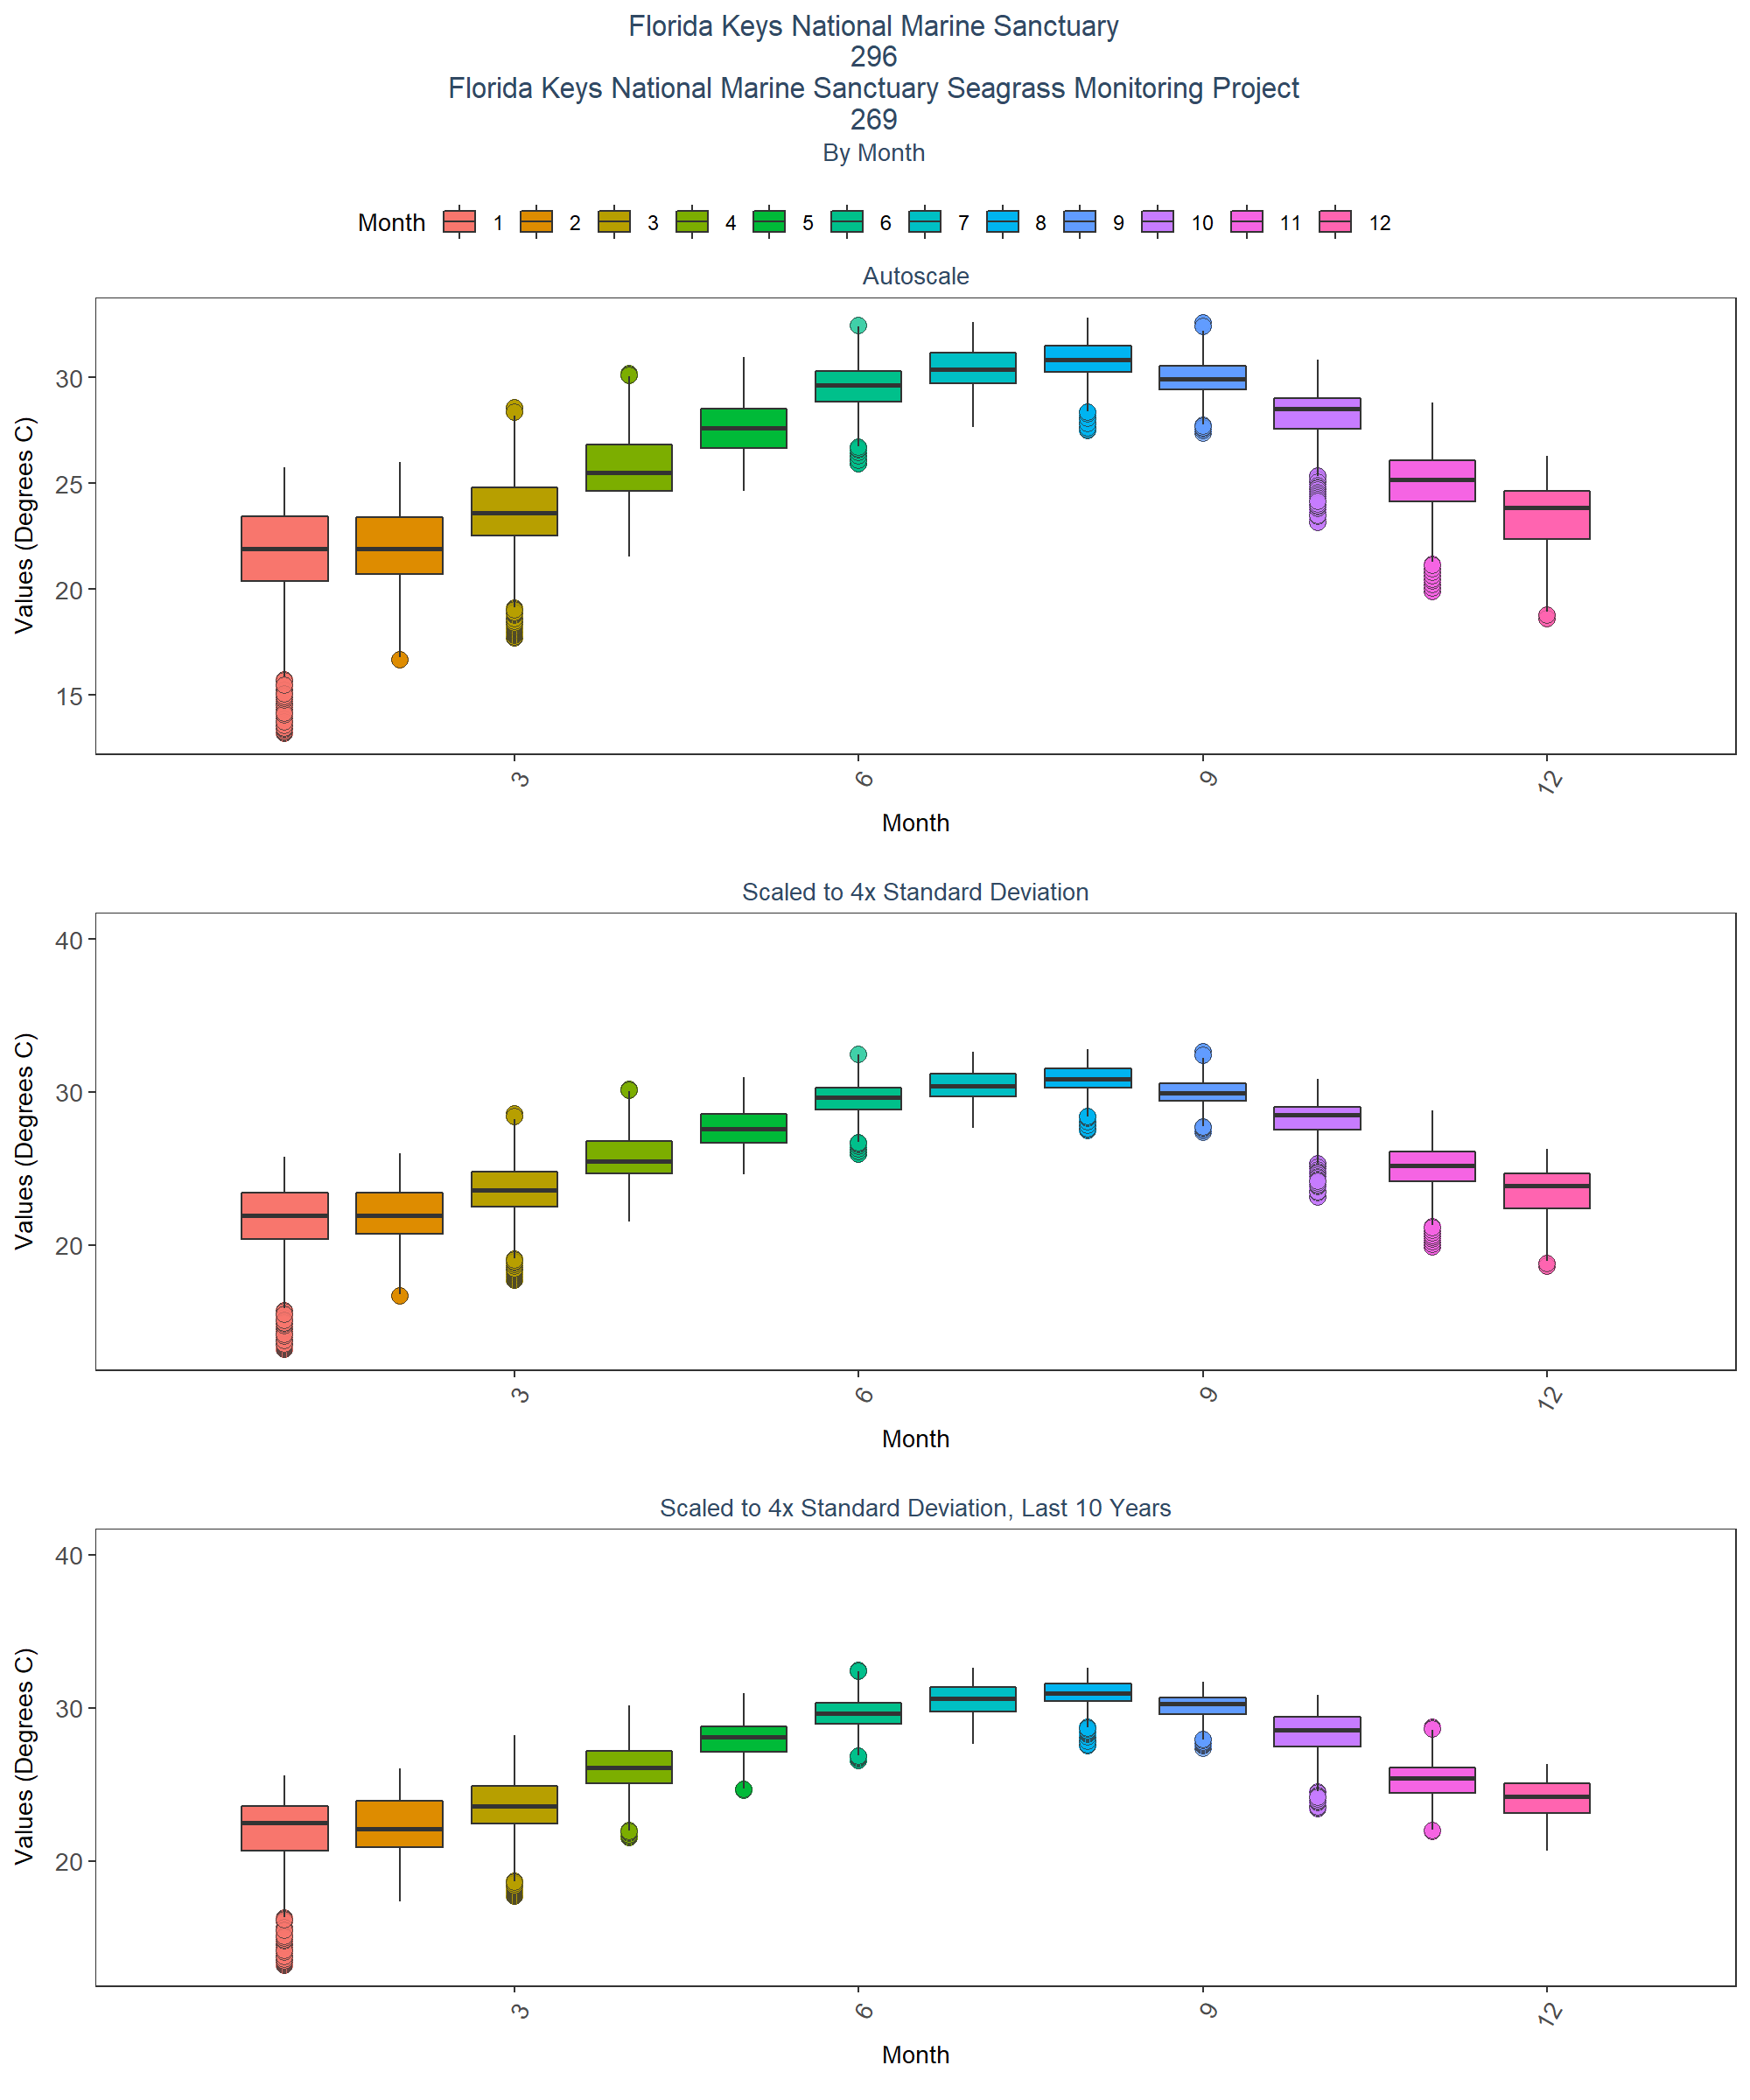 Florida Keys National Marine Sanctuary
296
Florida Keys National Marine Sanctuary Seagrass Monitoring Project
269
By Month
Month 1 2 3 4 5 6 7 8 9 10 11 12
Autoscale
Values (Degrees C)
30
25
20
15
3 6 9 12
Month
Scaled to 4x Standard Deviation
Values (Degrees C)
40
30
20
3 6 9 12
Month
Scaled to 4x Standard Deviation, Last 10 Years
Values (Degrees C)
40
30
20
3 6 9 12
Month